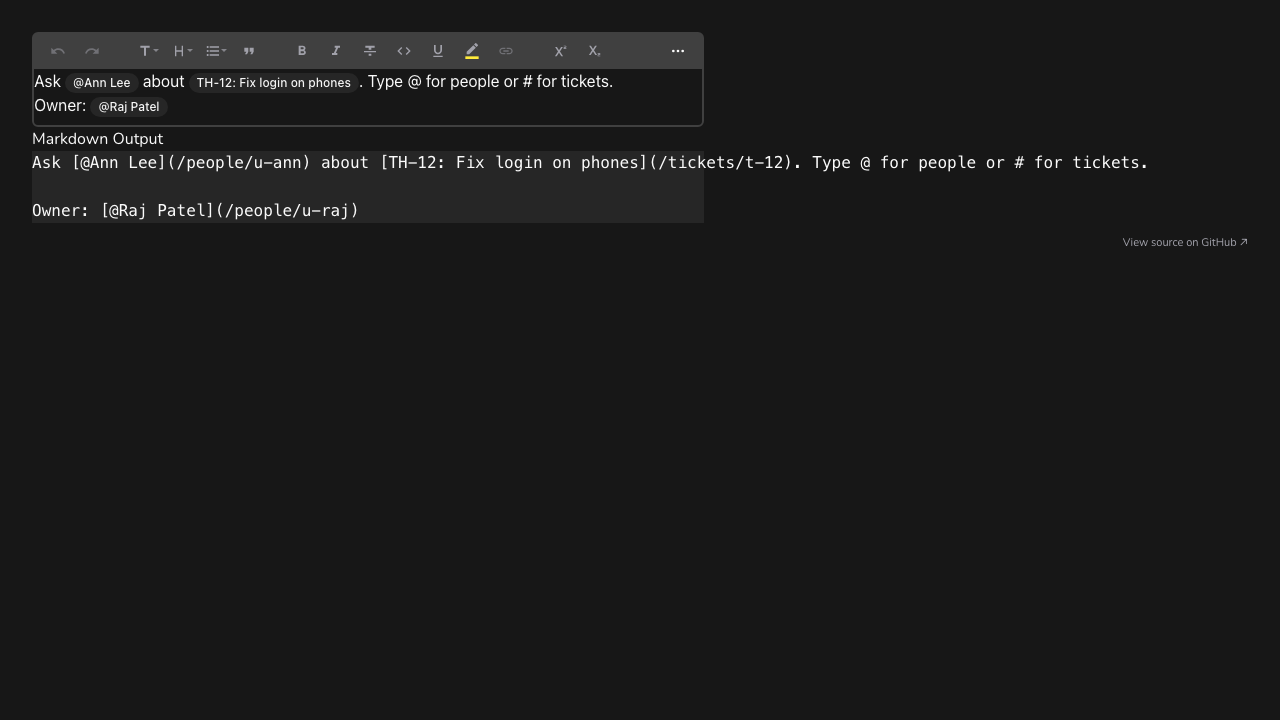 Ask @Ann Lee about TH-12: Fix login on phones. Type @ for people or # for tickets.
Owner: @Raj Patel
Markdown Output
Ask [@Ann Lee](/people/u-ann) about [TH-12: Fix login on phones](/tickets/t-12). Type @ for people or # for tickets.
Owner: [@Raj Patel](/people/u-raj)
View source on GitHub ↗